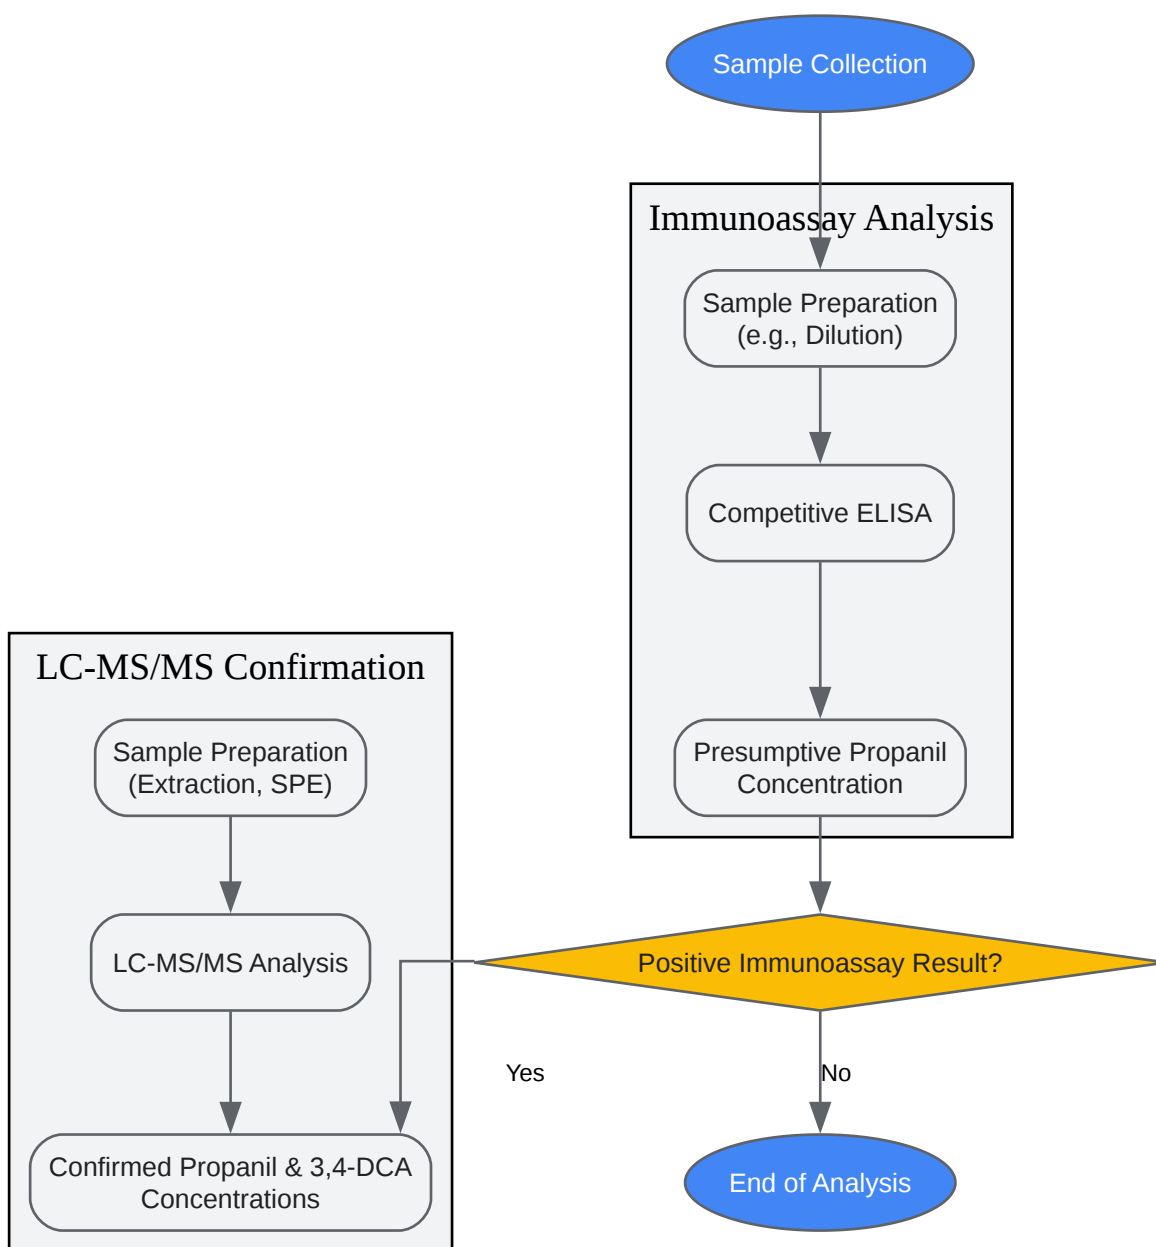 Sample Collection
Immunoassay Analysis
Sample Preparation
(e.g., Dilution)
Competitive ELISA
Presumptive Propanil
Concentration
LC-MS/MS Confirmation
Sample Preparation
(Extraction, SPE)
LC-MS/MS Analysis
Positive Immunoassay Result?
Yes
No
Confirmed Propanil & 3,4-DCA
Concentrations
End of Analysis